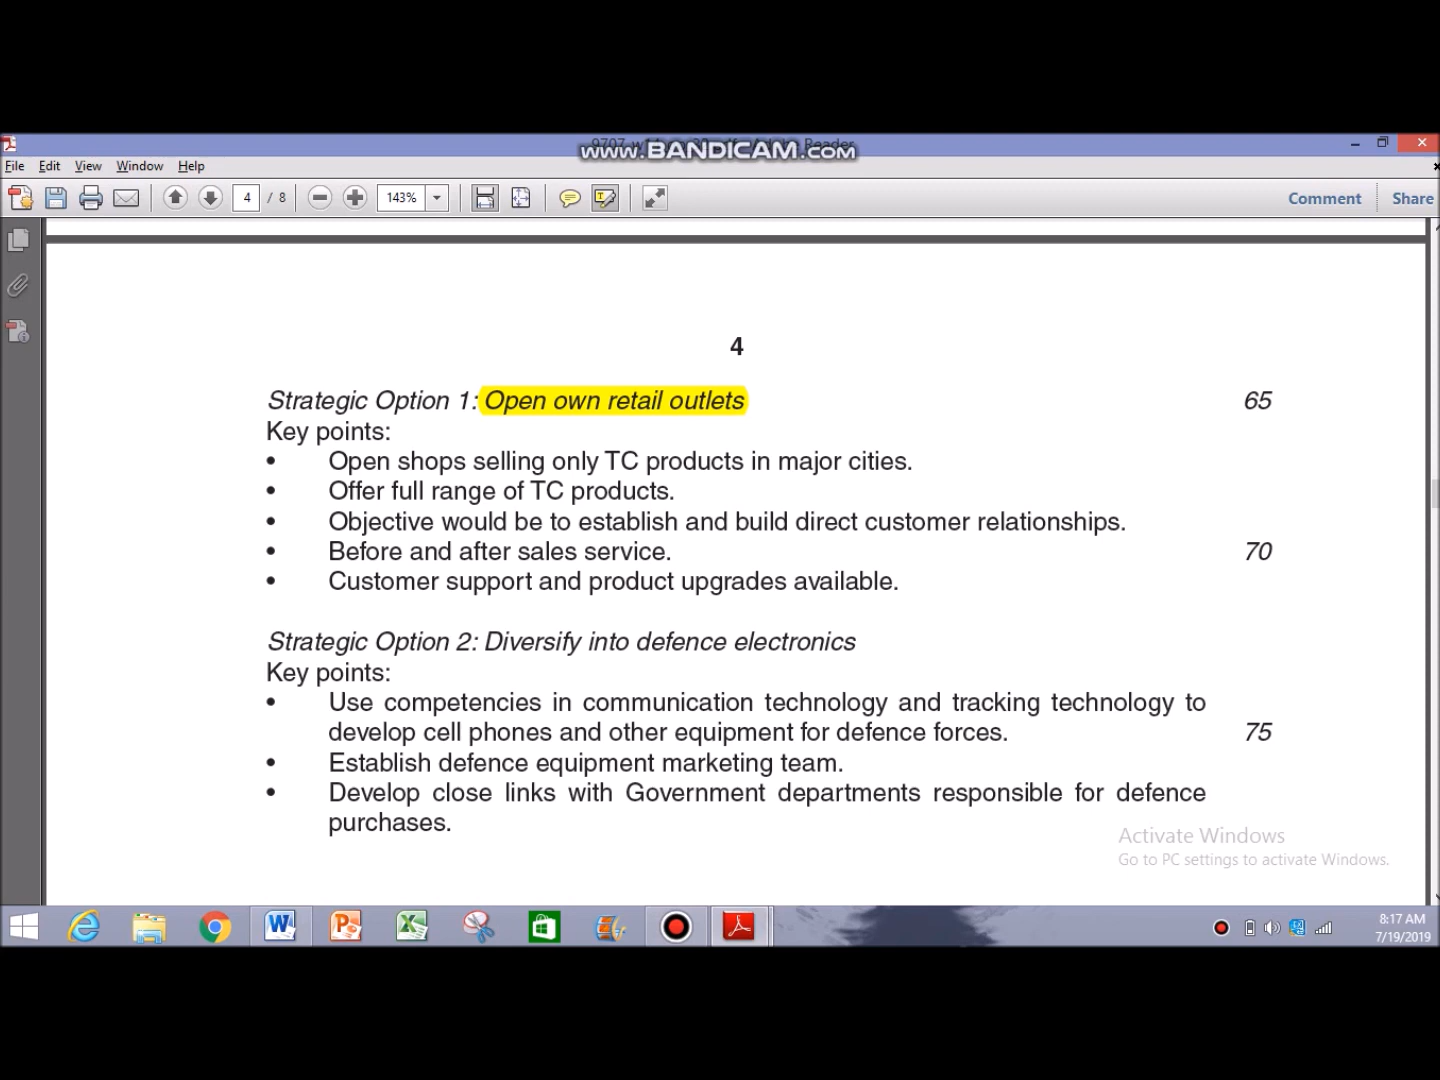 www.BANDICAM.com
File Edit View Window Help
4 / 8 143% Comment Share
4
Strategic Option 1: Open own retail outlets 65
Key points:
• Open shops selling only TC products in major cities.
• Offer full range of TC products.
• Objective would be to establish and build direct customer relationships.
• Before and after sales service. 70
• Customer support and product upgrades available.
Strategic Option 2: Diversify into defence electronics
Key points:
• Use competencies in communication technology and tracking technology to
develop cell phones and other equipment for defence forces. 75
• Establish defence equipment marketing team.
• Develop close links with Government departments responsible for defence
purchases.
Activate Windows
Go to PC settings to activate Windows.
8:17 AM
7/19/2019